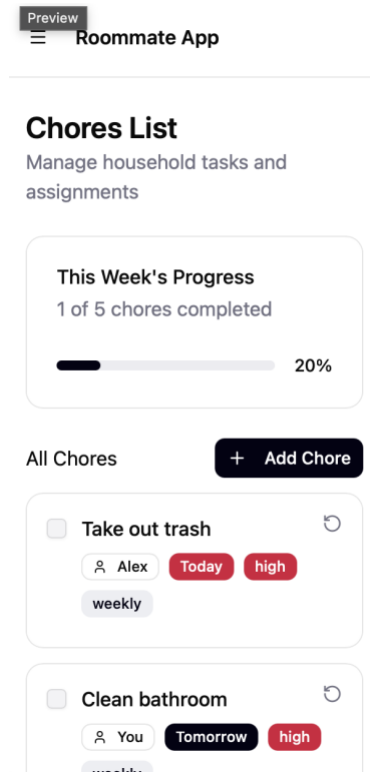 Preview
Roommate App
Chores List
Manage household tasks and
assignments
This Week's Progress
1 of 5 chores completed
20%
All Chores
+ Add Chore
Take out trash
Alex Today high
weekly
Clean bathroom
You Tomorrow high
weekly